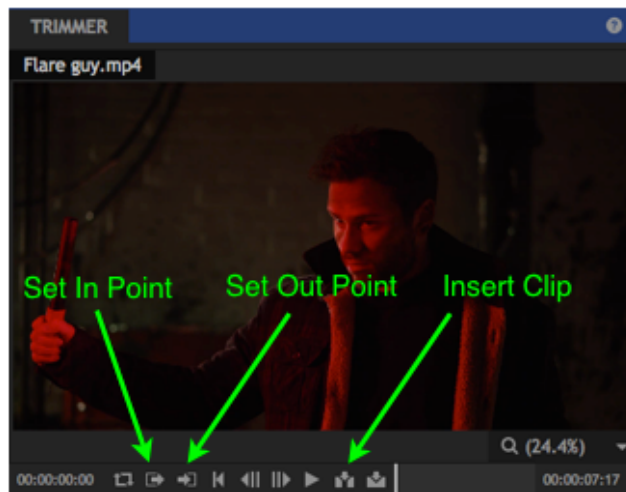 TRIMMER
Flare guy.mp4
Set In Point Set Out Point Insert Clip
(24.4%)
00:00:00:00 00:00:07:17